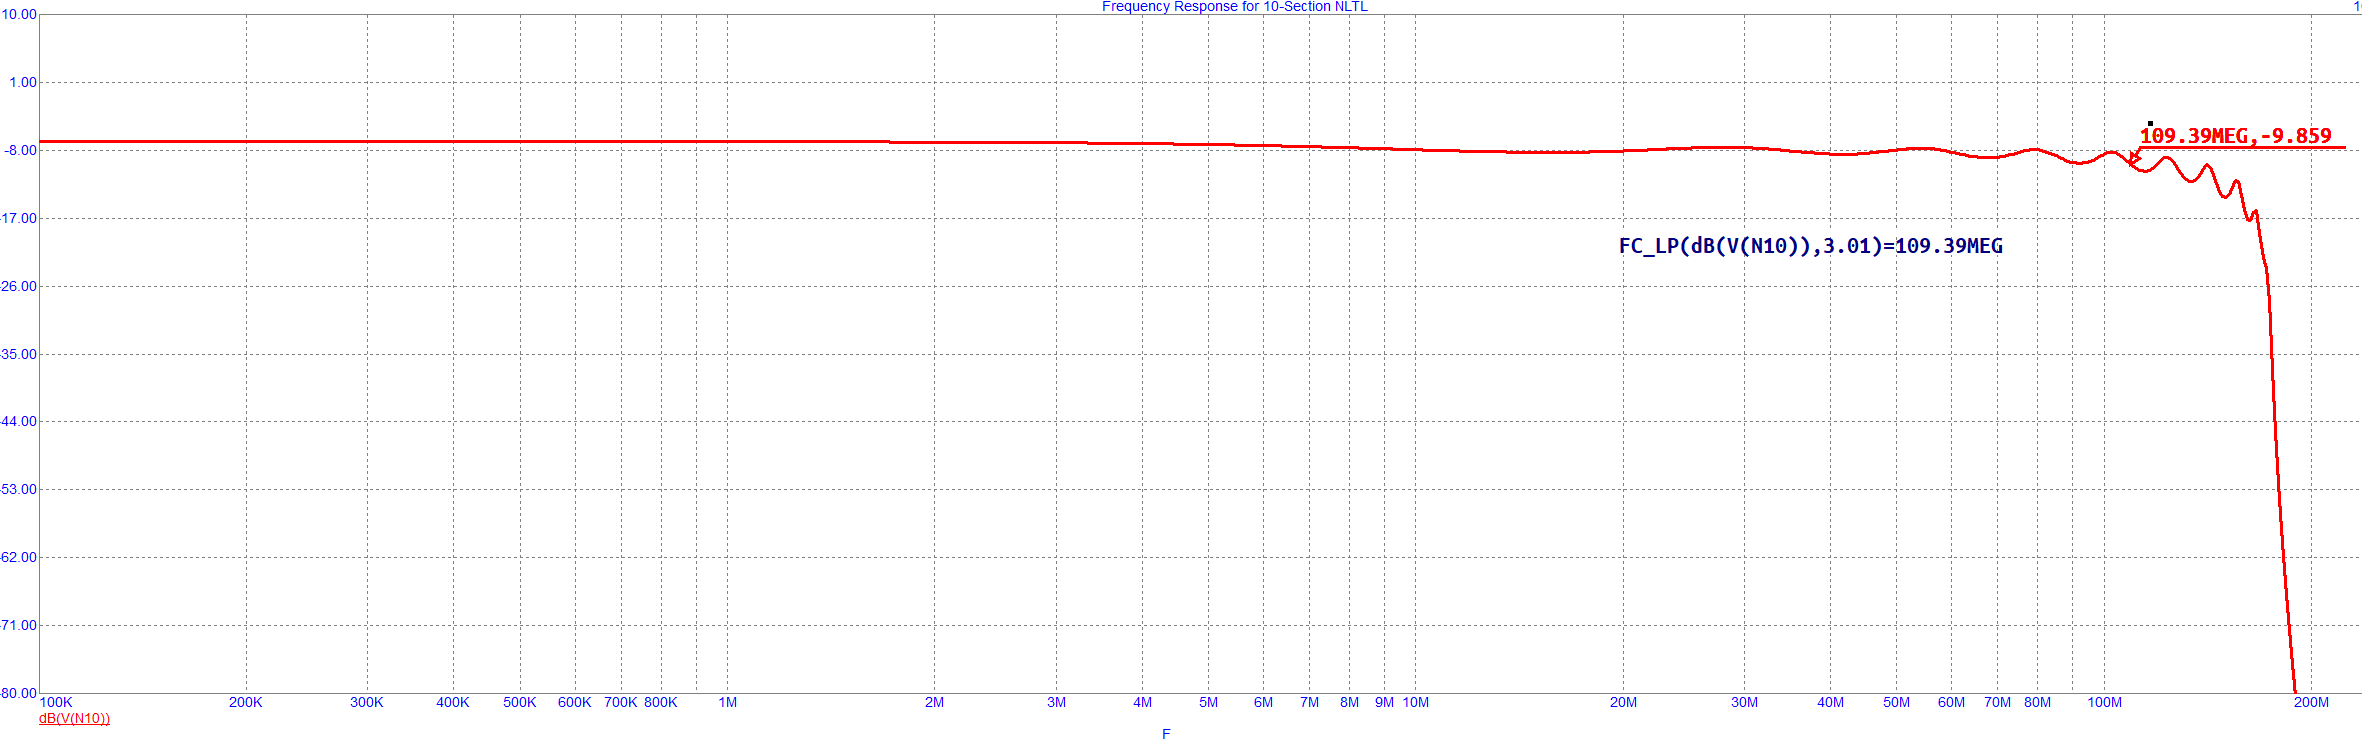 Frequency Response for 10-Section NLTL
10.00
1.00
-8.00
-17.00
-26.00
-35.00
-44.00
-53.00
-62.00
-71.00
-80.00
109.39MEG,-9.859
FC_LP(dB(V(N10)),3.01)=109.39MEG
100K 200K 300K 400K 500K 600K 700K 800K 1M 2M 3M 4M 5M 6M 7M 8M 9M 10M 20M 30M 40M 50M 60M 70M 80M 100M 200M
dB(V(N10))
F